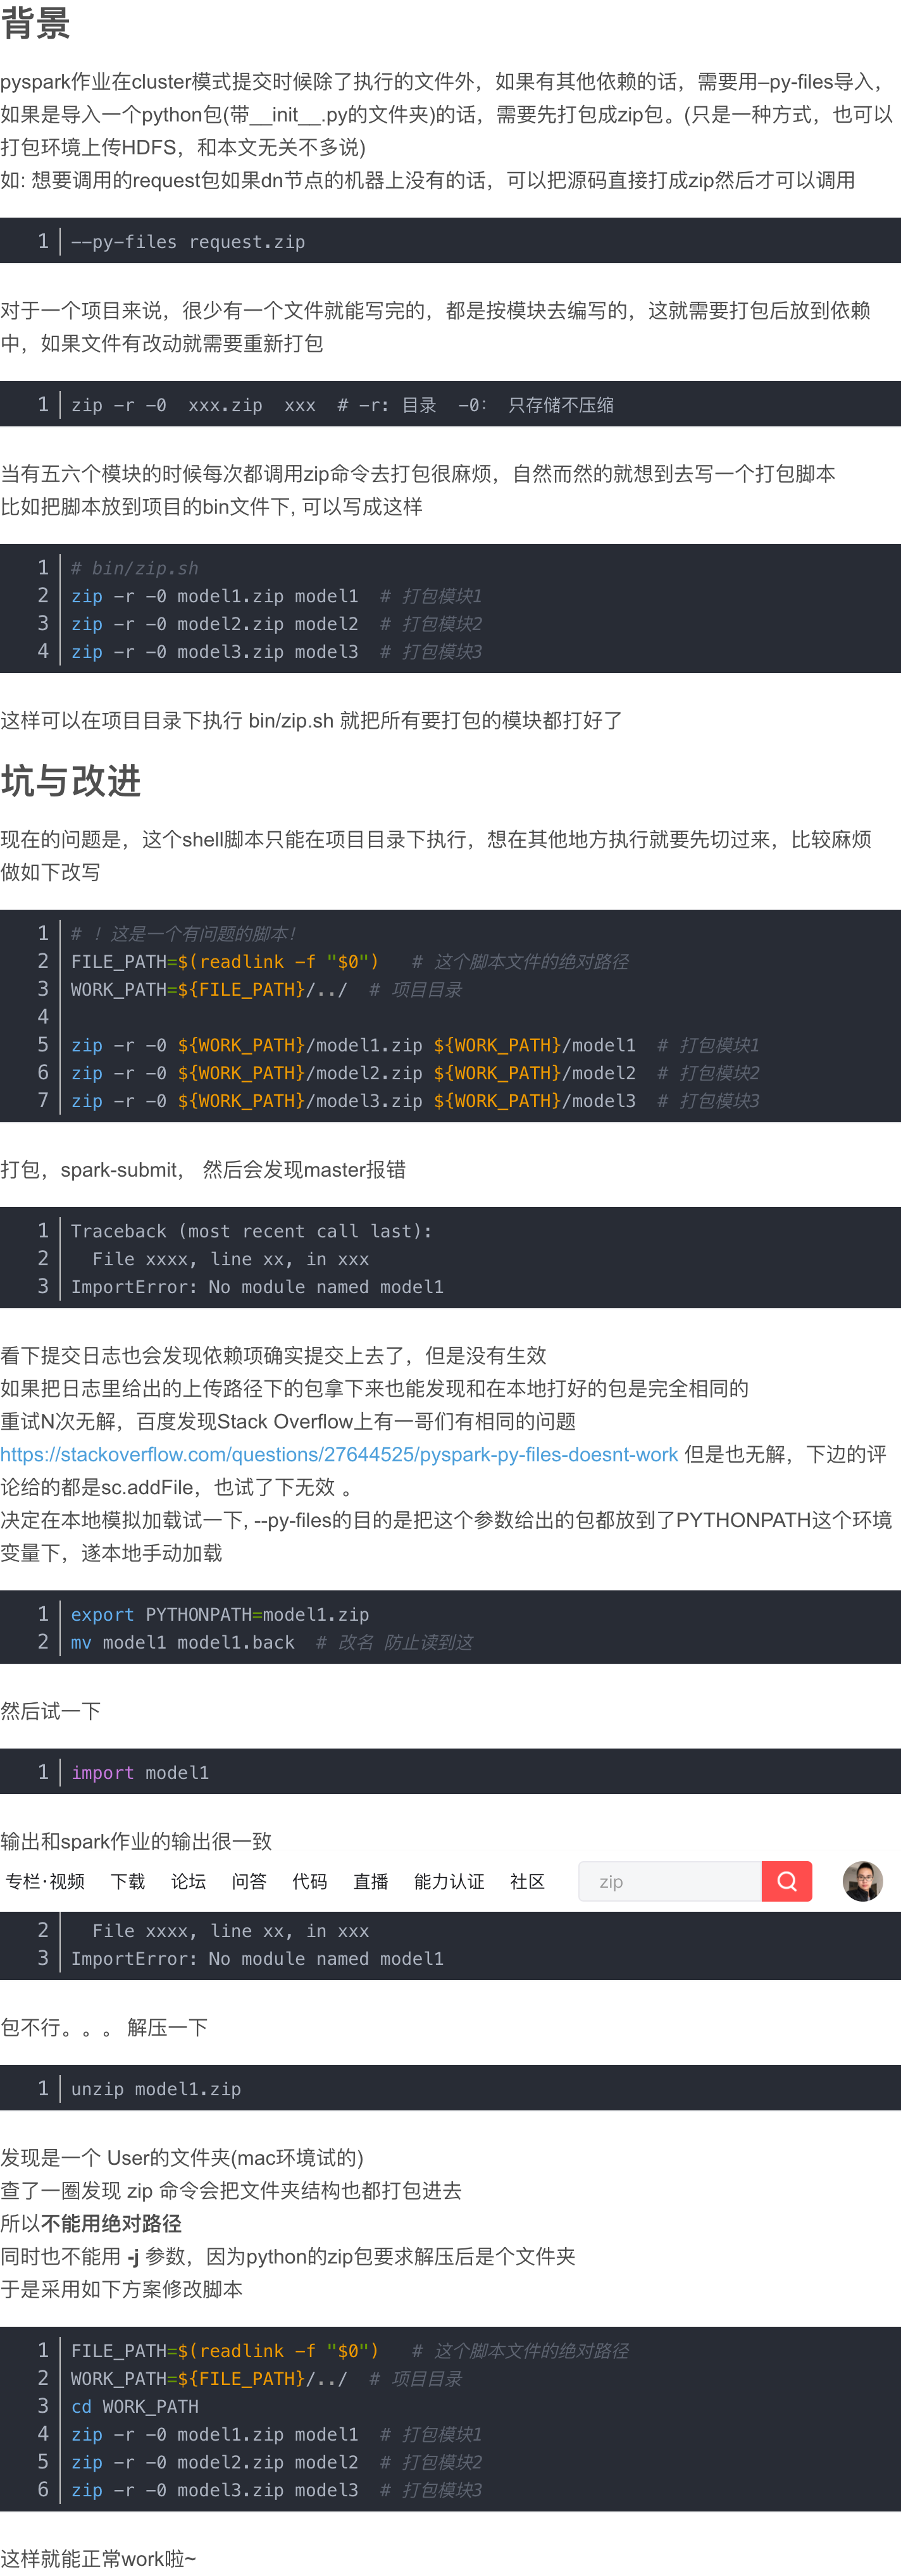 背景
pyspark作业在cluster模式提交时候除了执行的文件外，如果有其他依赖的话，需要用–py-files导入，
如果是导入一个python包(带__init__.py的文件夹)的话，需要先打包成zip包。(只是一种方式，也可以
打包环境上传HDFS，和本文无关不多说)
如: 想要调用的request包如果dn节点的机器上没有的话，可以把源码直接打成zip然后才可以调用
1 --py-files request.zip
对于一个项目来说，很少有一个文件就能写完的，都是按模块去编写的，这就需要打包后放到依赖
中，如果文件有改动就需要重新打包
1 zip -r -0  xxx.zip  xxx  # -r: 目录  -0： 只存储不压缩
当有五六个模块的时候每次都调用zip命令去打包很麻烦，自然而然的就想到去写一个打包脚本
比如把脚本放到项目的bin文件下, 可以写成这样
1 # bin/zip.sh
2 zip -r -0 model1.zip model1  # 打包模块1
3 zip -r -0 model2.zip model2  # 打包模块2
4 zip -r -0 model3.zip model3  # 打包模块3
这样可以在项目目录下执行 bin/zip.sh 就把所有要打包的模块都打好了
坑与改进
现在的问题是，这个shell脚本只能在项目目录下执行，想在其他地方执行就要先切过来，比较麻烦
做如下改写
1 # ！这是一个有问题的脚本！
2 FILE_PATH=$(readlink -f "$0")   # 这个脚本文件的绝对路径
3 WORK_PATH=${FILE_PATH}/../  # 项目目录
4
5 zip -r -0 ${WORK_PATH}/model1.zip ${WORK_PATH}/model1  # 打包模块1
6 zip -r -0 ${WORK_PATH}/model2.zip ${WORK_PATH}/model2  # 打包模块2
7 zip -r -0 ${WORK_PATH}/model3.zip ${WORK_PATH}/model3  # 打包模块3
打包，spark-submit， 然后会发现master报错
1 Traceback (most recent call last):
2   File xxxx, line xx, in xxx
3 ImportError: No module named model1
看下提交日志也会发现依赖项确实提交上去了，但是没有生效
如果把日志里给出的上传路径下的包拿下来也能发现和在本地打好的包是完全相同的
重试N次无解，百度发现Stack Overflow上有一哥们有相同的问题
https://stackoverflow.com/questions/27644525/pyspark-py-files-doesnt-work 但是也无解，下边的评
论给的都是sc.addFile，也试了下无效 。
决定在本地模拟加载试一下, --py-files的目的是把这个参数给出的包都放到了PYTHONPATH这个环境
变量下，遂本地手动加载
1 export PYTHONPATH=model1.zip
2 mv model1 model1.back  # 改名 防止读到这
然后试一下
1 import model1
输出和spark作业的输出很一致
专栏·视频 下载 论坛 问答 代码 直播 能力认证 社区 zip
2   File xxxx, line xx, in xxx
3 ImportError: No module named model1
包不行。。。 解压一下
1 unzip model1.zip
发现是一个 User的文件夹(mac环境试的)
查了一圈发现 zip 命令会把文件夹结构也都打包进去
所以不能用绝对路径
同时也不能用 -j 参数，因为python的zip包要求解压后是个文件夹
于是采用如下方案修改脚本
1 FILE_PATH=$(readlink -f "$0")   # 这个脚本文件的绝对路径
2 WORK_PATH=${FILE_PATH}/../  # 项目目录
3 cd WORK_PATH
4 zip -r -0 model1.zip model1  # 打包模块1
5 zip -r -0 model2.zip model2  # 打包模块2
6 zip -r -0 model3.zip model3  # 打包模块3
这样就能正常work啦~